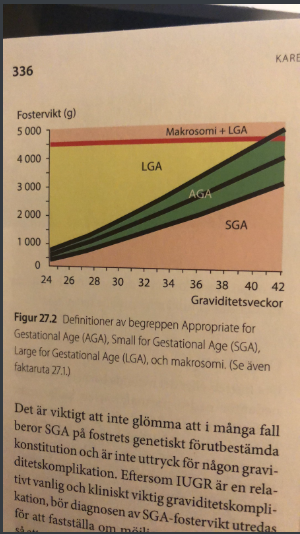 336
KARE
Fostervikt (g)
5 000
4 000
3 000
2 000
1 000
0
Makrosomi + LGA
LGA
AGA
SGA
24 26 28 30 32 34 36 38 40 42
Graviditetsveckor
Figur 27.2 Definitioner av begreppen Appropriate for
Gestational Age (AGA), Small for Gestational Age (SGA),
Large for Gestational Age (LGA), och makrosomi. (Se även
faktaruta 27.1.)
Det är viktigt att inte glömma att i många fall
beror SGA på fostrets genetiskt förutbestämda
konstitution och är inte uttryck för någon gravi-
ditetskomplikation. Eftersom IUGR är en rela-
tivt vanlig och kliniskt viktig graviditetskompli-
kation, bör diagnosen av SGA-fostervikt utredas
för att fastställa om